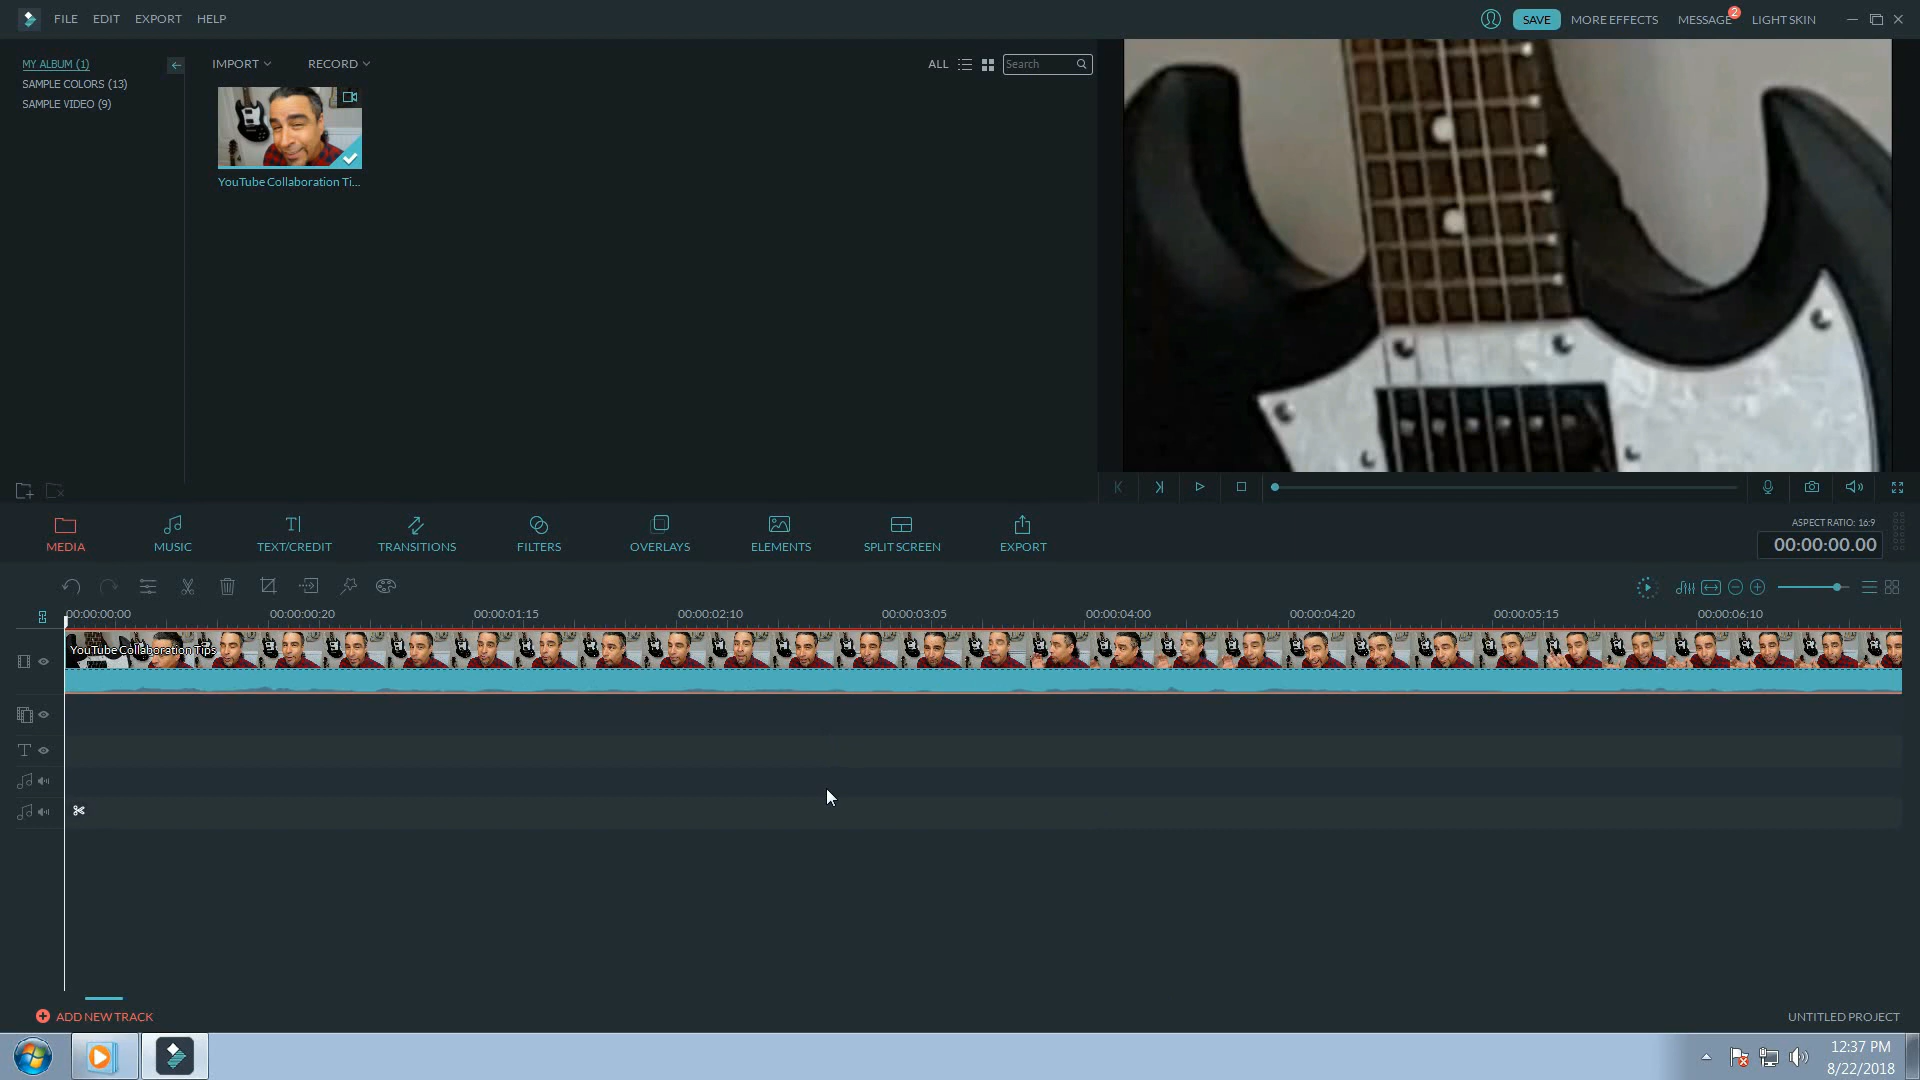 FILE EDIT EXPORT HELP
SAVE MORE EFFECTS MESSAGE 2 LIGHT SKIN
MY ALBUM (1)
SAMPLE COLORS (13)
SAMPLE VIDEO (9)
IMPORT RECORD ALL Search
YouTube Collaboration Ti...
MEDIA MUSIC TEXT/CREDIT TRANSITIONS FILTERS OVERLAYS ELEMENTS SPLIT SCREEN EXPORT
ASPECT RATIO: 16:9
00:00:00.00
00:00:00:00 00:00:00:20 00:00:01:15 00:00:02:10 00:00:03:05 00:00:04:00 00:00:04:20 00:00:05:15 00:00:06:10
YouTube Collaboration Tips
ADD NEW TRACK
UNTITLED PROJECT
12:37 PM
8/22/2018